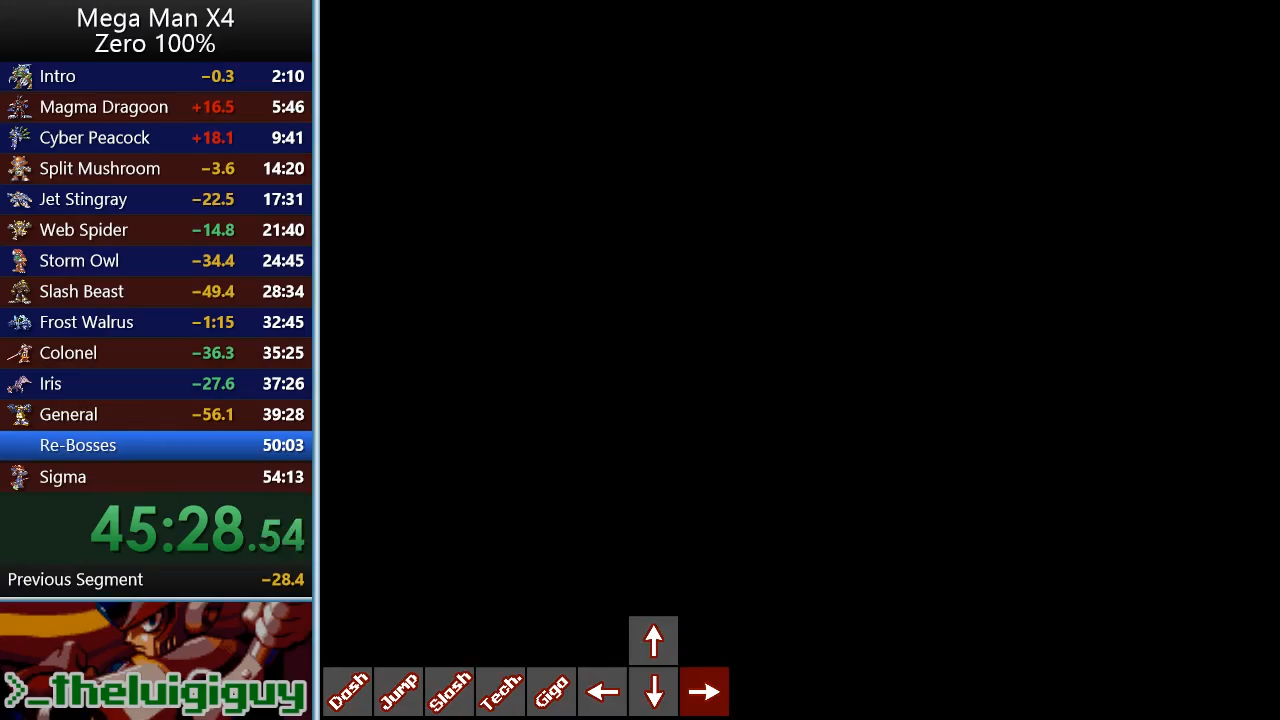 Mega Man X4
Zero 100%
Intro −0.3 2:10
Magma Dragoon +16.5 5:46
Cyber Peacock +18.1 9:41
Split Mushroom −3.6 14:20
Jet Stingray −22.5 17:31
Web Spider −14.8 21:40
Storm Owl −34.4 24:45
Slash Beast −49.4 28:34
Frost Walrus −1:15 32:45
Colonel −36.3 35:25
Iris −27.6 37:26
General −56.1 39:28
Re-Bosses 50:03
Sigma 54:13
45:28.54
Previous Segment −28.4
>_theluigiguy
Dash Jump Slash Tech. Giga